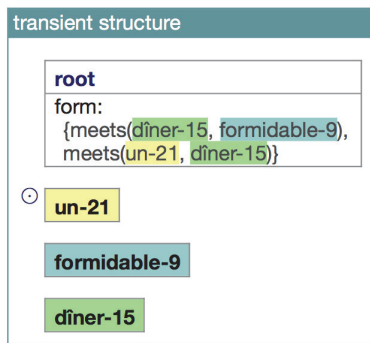 transient structure
root
form:
{meets(dîner-15, formidable-9),
meets(un-21, dîner-15)}
un-21
formidable-9
dîner-15